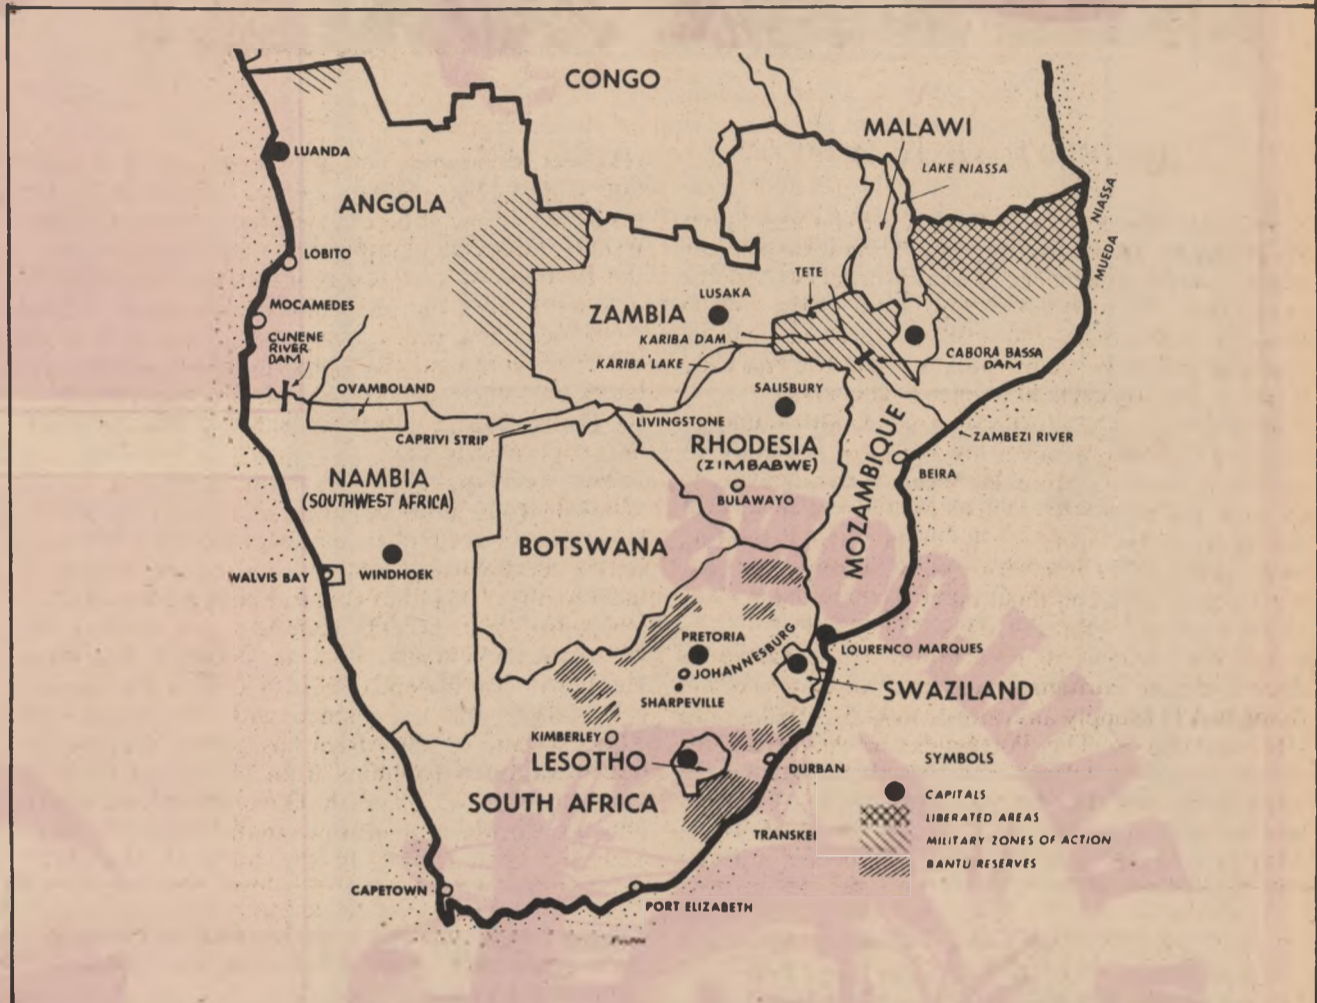 CONGO
MALAWI
LAKE NIASSA
LUANDA
ANGOLA
NIASSA
MUEDA
LOBITO
TETE
MOCAMEDES
LUSAKA
ZAMBIA
CUNENE
RIVER
DAM
KARIBA DAM
CABORA BASSA
DAM
KARIBA LAKE
OVAMBOLAND
SALISBURY
LIVINGSTONE
CAPRIVI STRIP
ZAMBEZI RIVER
RHODESIA
(ZIMBABWE)
MOZAMBIQUE
BEIRA
NAMBIA
(SOUTHWEST AFRICA)
BULAWAYO
BOTSWANA
WALVIS BAY
WINDHOEK
PRETORIA
JOHANNESBURG
LOURENCO MARQUES
SHARPEVILLE
SWAZILAND
KIMBERLEY
LESOTHO
DURBAN
SOUTH AFRICA
TRANSKEI
CAPETOWN
PORT ELIZABETH
SYMBOLS
CAPITALS
LIBERATED AREAS
MILITARY ZONES OF ACTION
BANTU RESERVES